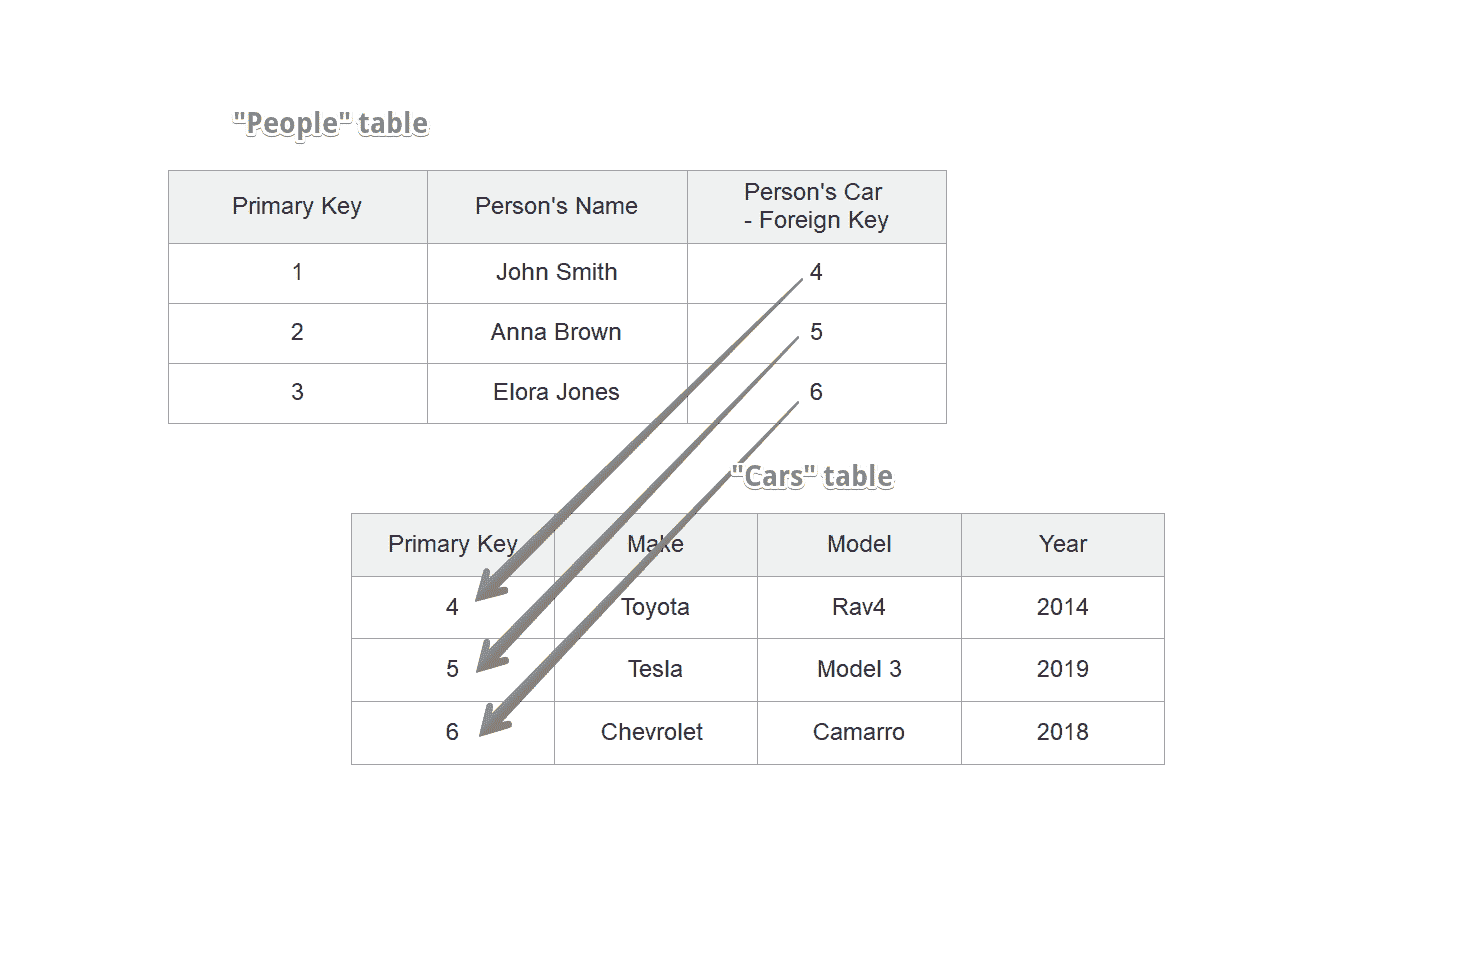 "People" table
Primary Key Person's Name Person's Car
- Foreign Key
1 John Smith 4
2 Anna Brown 5
3 Elora Jones 6
"Cars" table
Primary Key Make Model Year
4 Toyota Rav4 2014
5 Tesla Model 3 2019
6 Chevrolet Camarro 2018